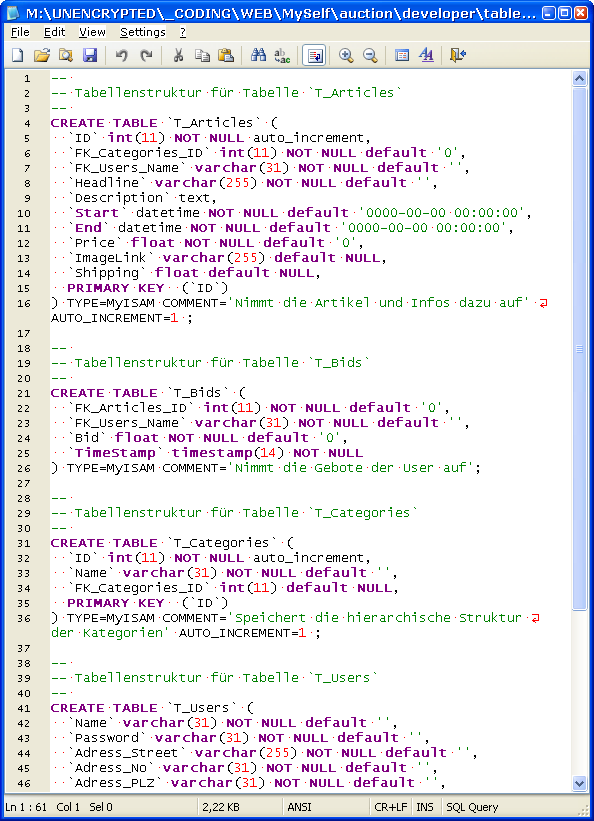 M:\UNENCRYPTED\_CODING\WEB\MySelf\auction\developer\table...
File Edit View Settings ?
1 --
2 -- Tabellenstruktur für Tabelle `T_Articles`
3 --
4 CREATE TABLE `T_Articles` (
5 `ID` int(11) NOT NULL auto_increment,
6 `FK_Categories_ID` int(11) NOT NULL default '0',
7 `FK_Users_Name` varchar(31) NOT NULL default '',
8 `Headline` varchar(255) NOT NULL default '',
9 `Description` text,
10 `Start` datetime NOT NULL default '0000-00-00 00:00:00',
11 `End` datetime NOT NULL default '0000-00-00 00:00:00',
12 `Price` float NOT NULL default '0',
13 `ImageLink` varchar(255) default NULL,
14 `Shipping` float default NULL,
15 PRIMARY KEY (`ID`)
16 ) TYPE=MyISAM COMMENT='Nimmt die Artikel und Infos dazu auf'
AUTO_INCREMENT=1 ;
17
18 --
19 -- Tabellenstruktur für Tabelle `T_Bids`
20 --
21 CREATE TABLE `T_Bids` (
22 `FK_Articles_ID` int(11) NOT NULL default '0',
23 `FK_Users_Name` varchar(31) NOT NULL default '',
24 `Bid` float NOT NULL default '0',
25 `TimeStamp` timestamp(14) NOT NULL
26 ) TYPE=MyISAM COMMENT='Nimmt die Gebote der User auf';
27
28 --
29 -- Tabellenstruktur für Tabelle `T_Categories`
30 --
31 CREATE TABLE `T_Categories` (
32 `ID` int(11) NOT NULL auto_increment,
33 `Name` varchar(31) NOT NULL default '',
34 `FK_Categories_ID` int(11) default NULL,
35 PRIMARY KEY (`ID`)
36 ) TYPE=MyISAM COMMENT='Speichert die hierarchische Struktur
der Kategorien' AUTO_INCREMENT=1 ;
37
38 --
39 -- Tabellenstruktur für Tabelle `T_Users`
40 --
41 CREATE TABLE `T_Users` (
42 `Name` varchar(31) NOT NULL default '',
43 `Password` varchar(31) NOT NULL default '',
44 `Adress_Street` varchar(255) NOT NULL default '',
45 `Adress_No` varchar(31) NOT NULL default '',
46 `Adress_PLZ` varchar(31) NOT NULL default '',
Ln 1 : 61 Col 1 Sel 0 2,22 KB ANSI CR+LF INS SQL Query